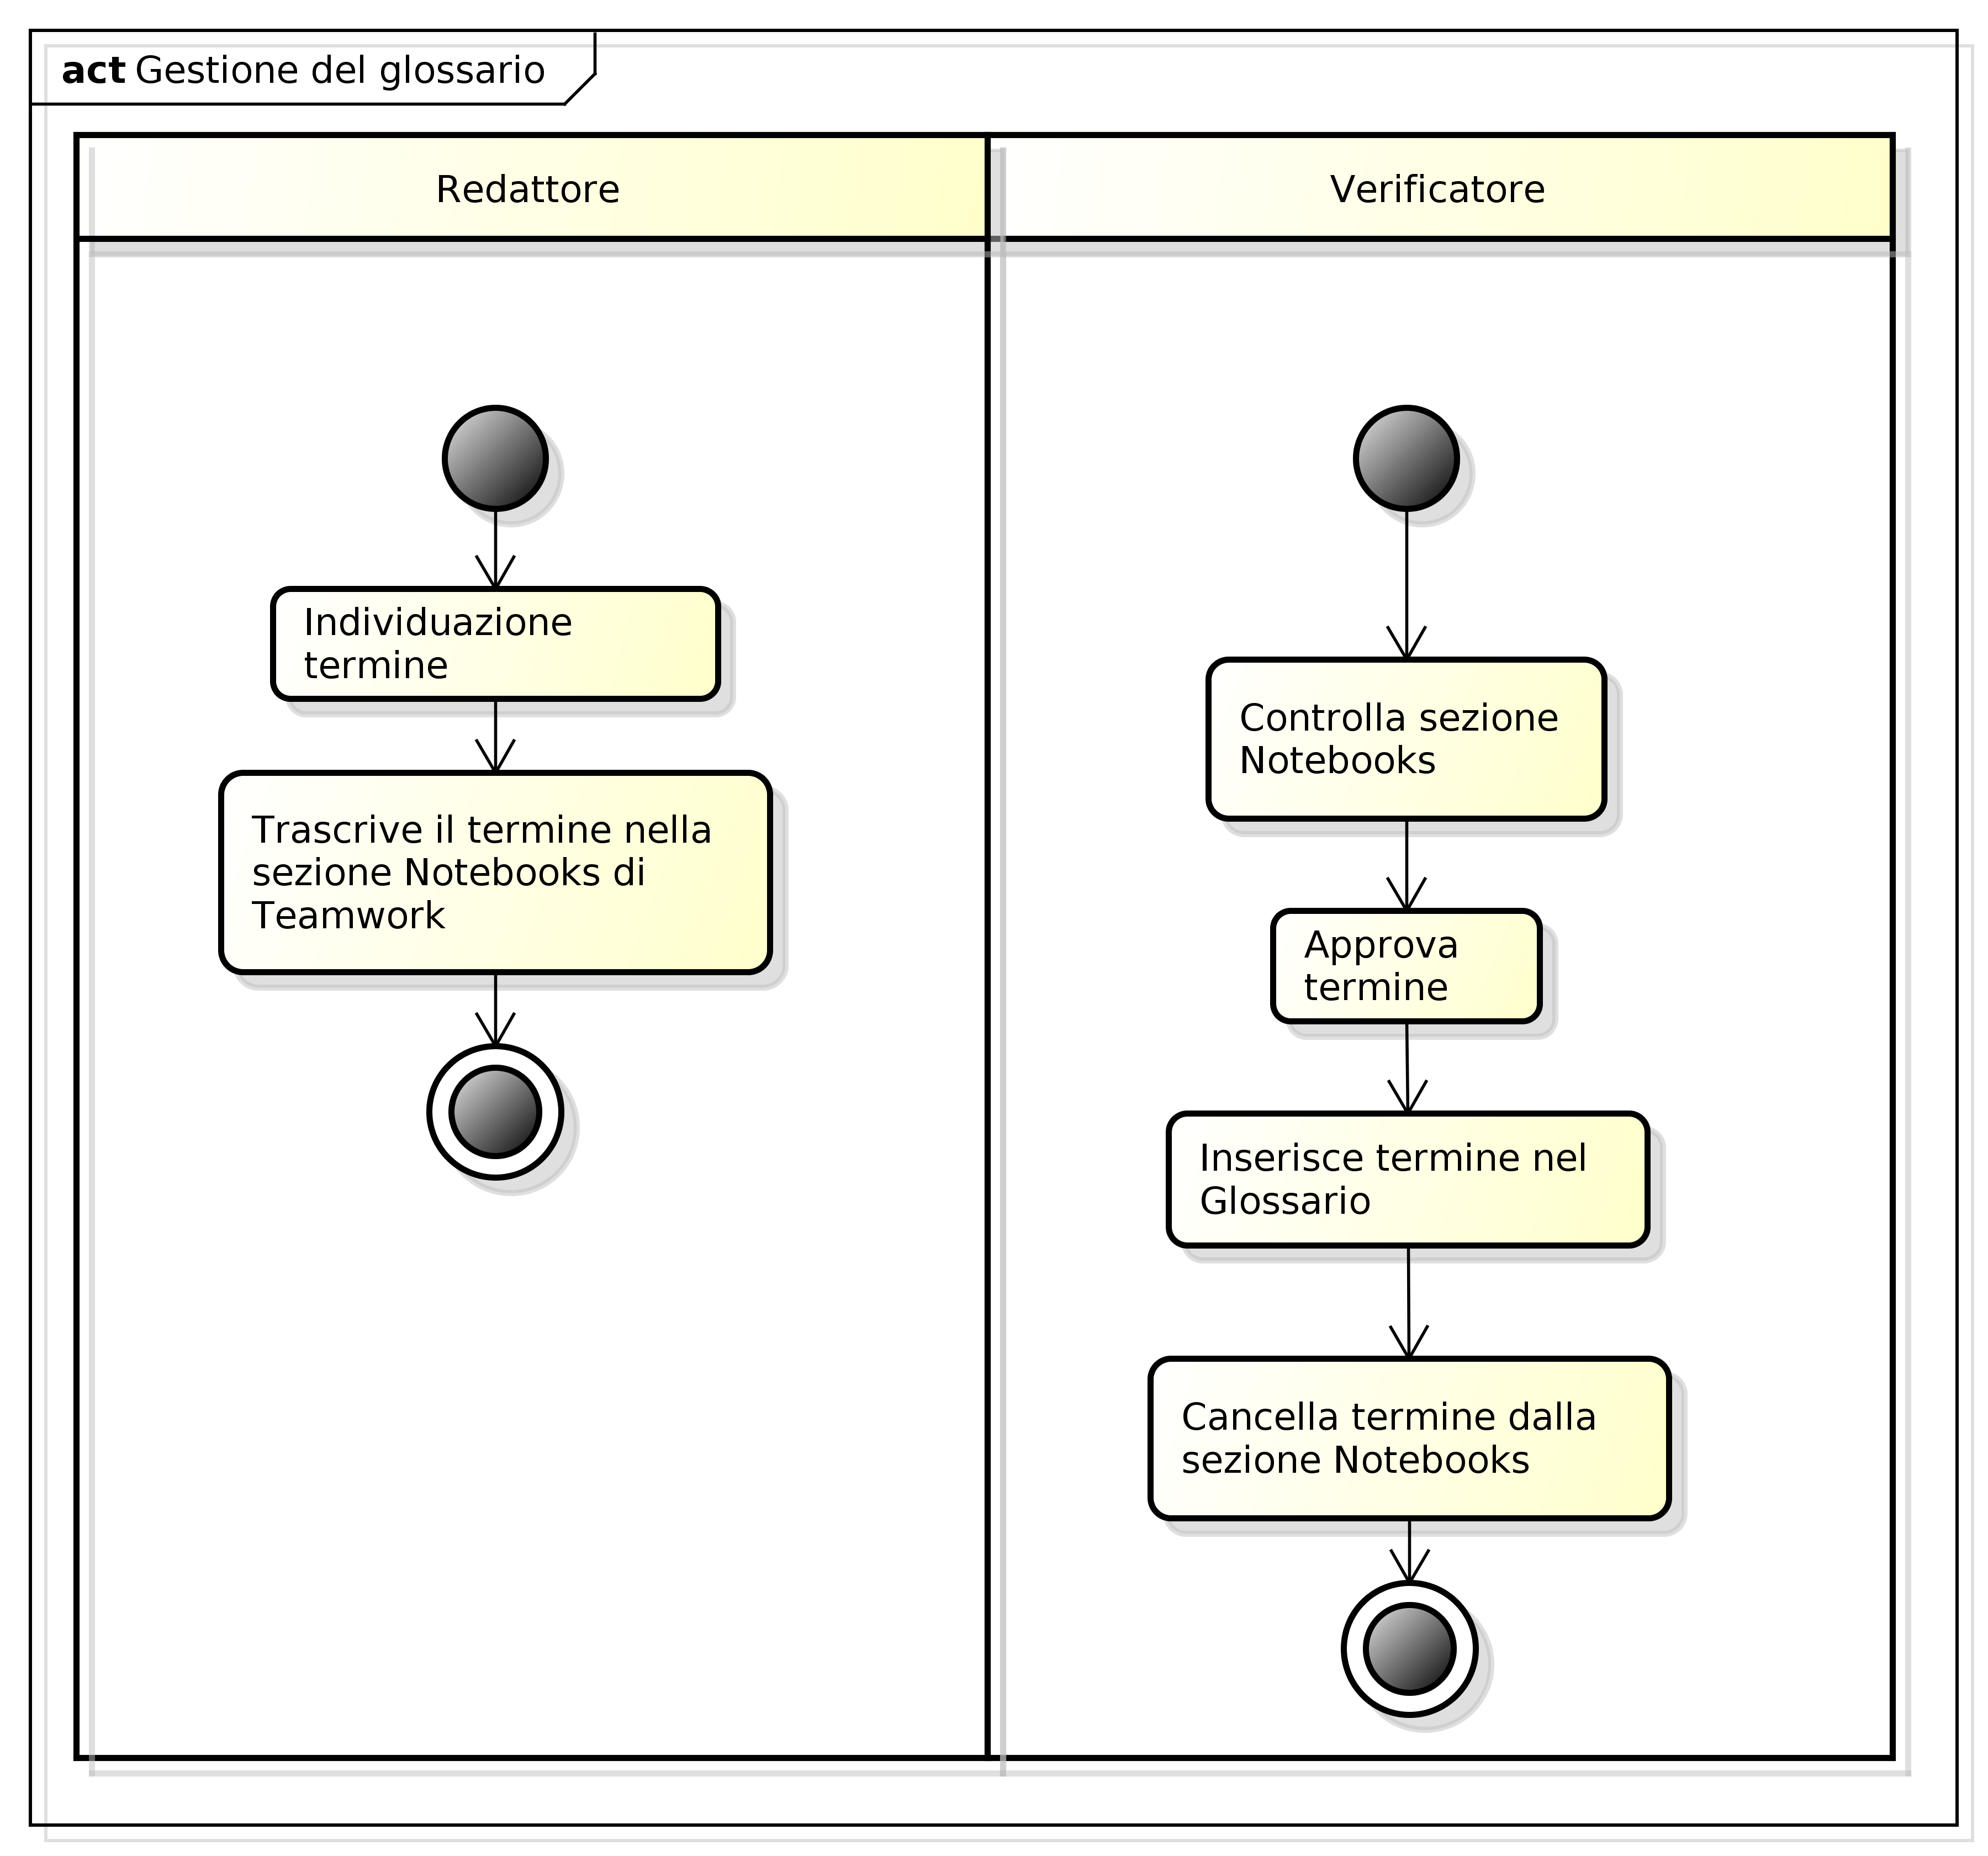 act Gestione del glossario
Redattore
Verificatore
Individuazione
termine
Trascrive il termine nella
sezione Notebooks di
Teamwork
Controlla sezione
Notebooks
Approva
termine
Inserisce termine nel
Glossario
Cancella termine dalla
sezione Notebooks